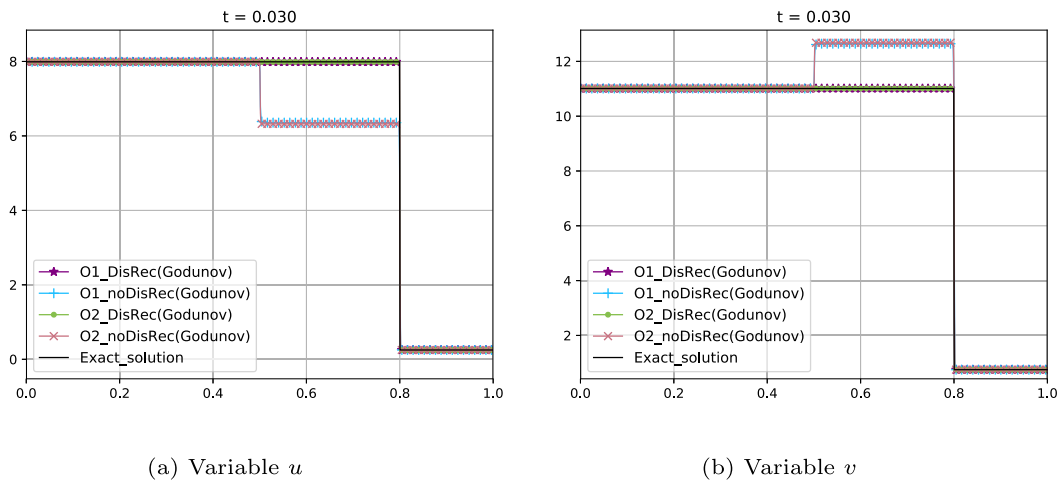 t = 0.030
8
6
4
2
0
O1_DisRec(Godunov)
O1_noDisRec(Godunov)
O2_DisRec(Godunov)
O2_noDisRec(Godunov)
Exact_solution
0.0 0.2 0.4 0.6 0.8 1.0
(a) Variable u
t = 0.030
12
10
8
6
4
2
O1_DisRec(Godunov)
O1_noDisRec(Godunov)
O2_DisRec(Godunov)
O2_noDisRec(Godunov)
Exact_solution
0.0 0.2 0.4 0.6 0.8 1.0
(b) Variable v